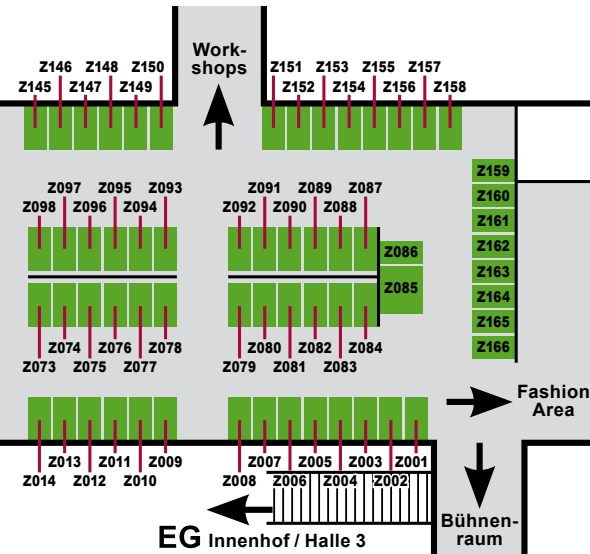 Work-
shops
Z146 Z148 Z150 Z151 Z153 Z155 Z157
Z145 Z147 Z149 Z152 Z154 Z156 Z158
Z159
Z160
Z161
Z162
Z163
Z164
Z165
Z166
Z097 Z095 Z093 Z091 Z089 Z087
Z098 Z096 Z094 Z092 Z090 Z088
Z086
Z085
Z074 Z076 Z078 Z080 Z082 Z084
Z073 Z075 Z077 Z079 Z081 Z083
Fashion
Area
Z013 Z011 Z009 Z007 Z005 Z003 Z001
Z014 Z012 Z010 Z008 Z006 Z004 Z002
Bühnen-
raum
EG Innenhof / Halle 3